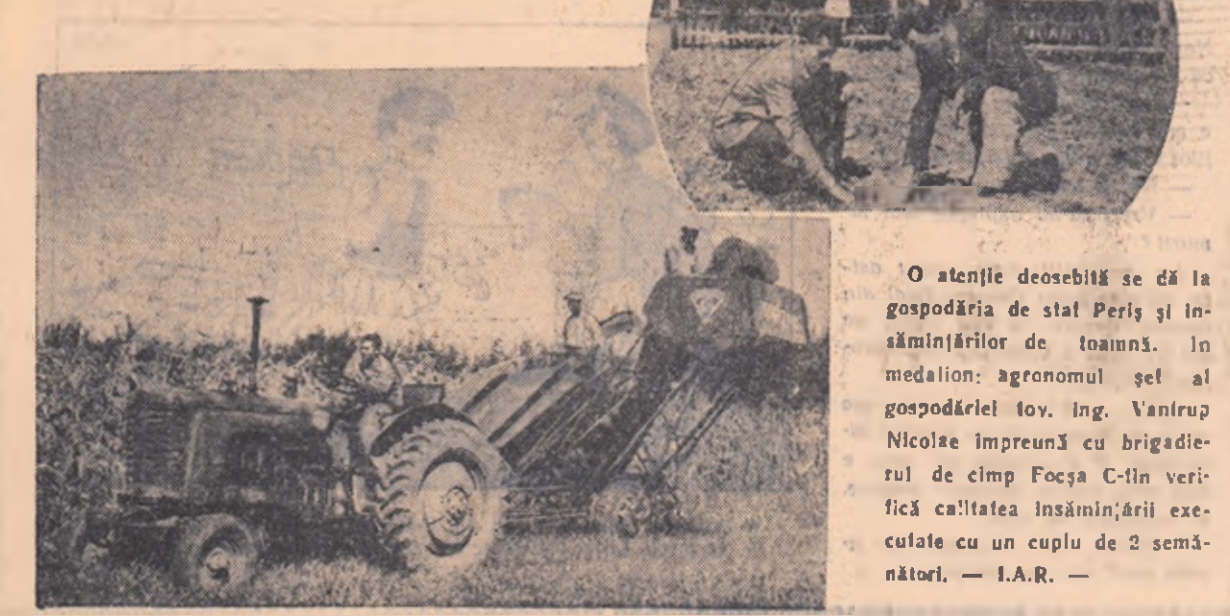 O atenție deosebită se dă la
gospodăria de stat Periș și în-
sămînțărilor de toamnă. In
medalion: agronomul șef al
gospodăriei tov. ing. Vantrup
Nicolae împreună cu brigadie-
rul de cîmp Focșa C-tin veri-
fică calitatea însămînțării exe-
cutate cu un cuplu de 2 semă-
nători. — I.A.R. —